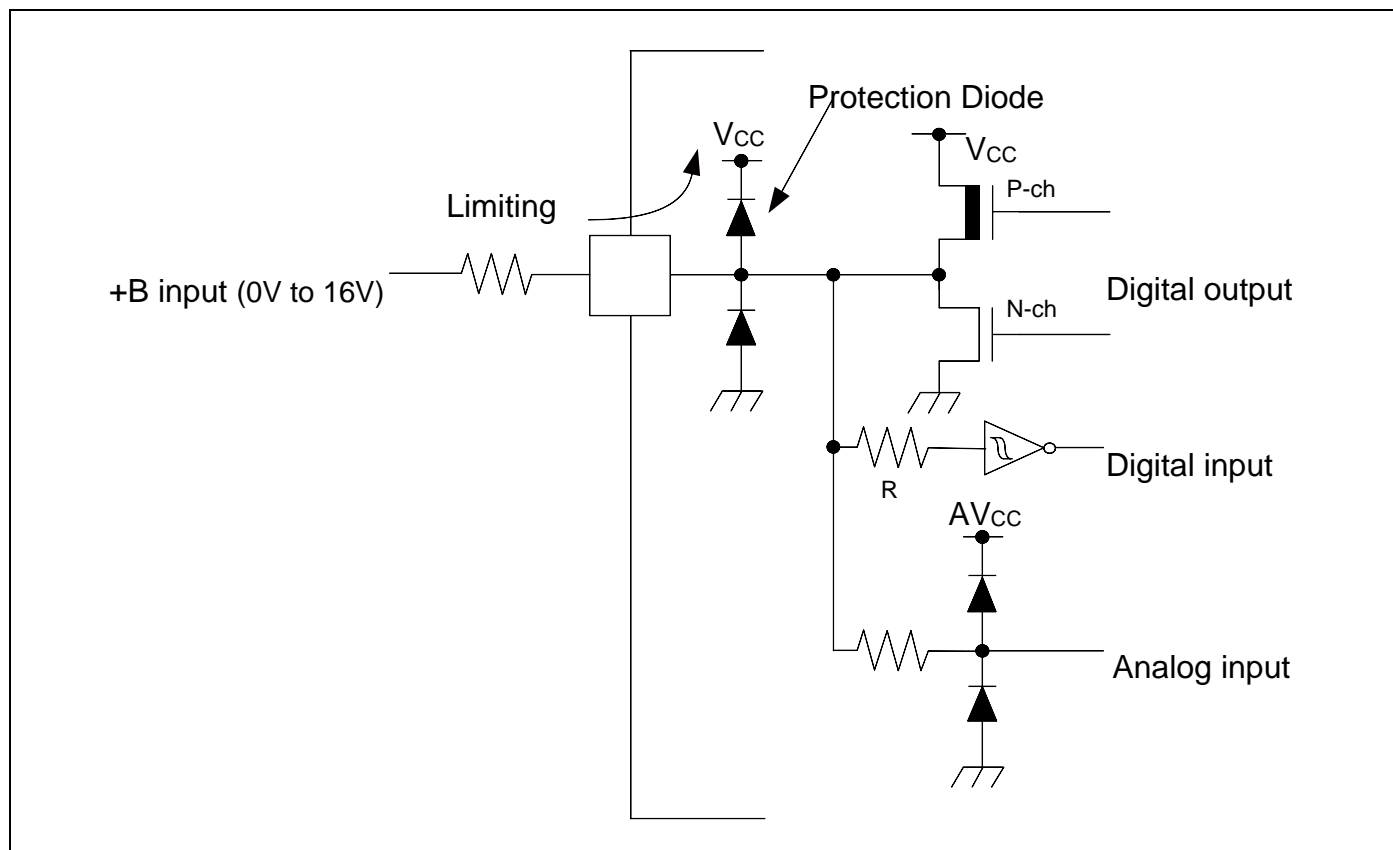 Protection Diode
VCC
VCC
P-ch
Limiting
+B input (0V to 16V)
Digital output
N-ch
Digital input
R
AVCC
Analog input